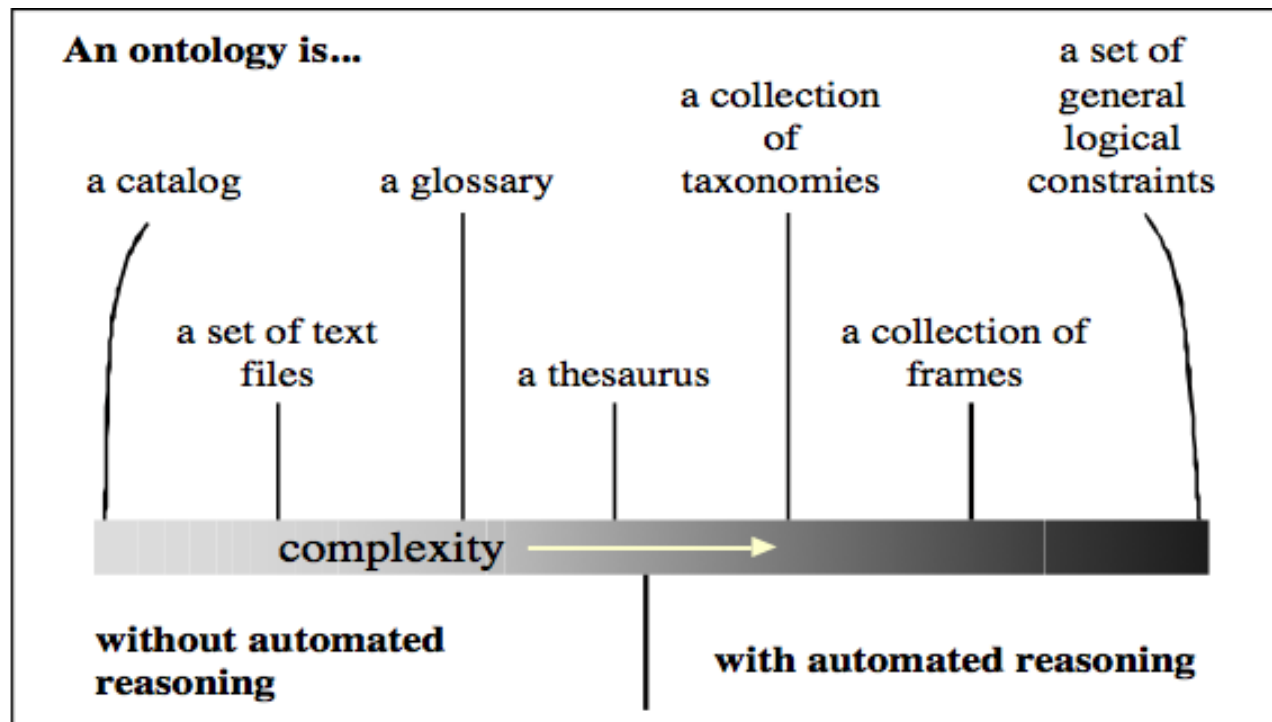 An ontology is...
a catalog
a set of text
files
a glossary
a thesaurus
a collection
of
taxonomies
a collection of
frames
a set of
general
logical
constraints
complexity
without automated
reasoning
with automated reasoning